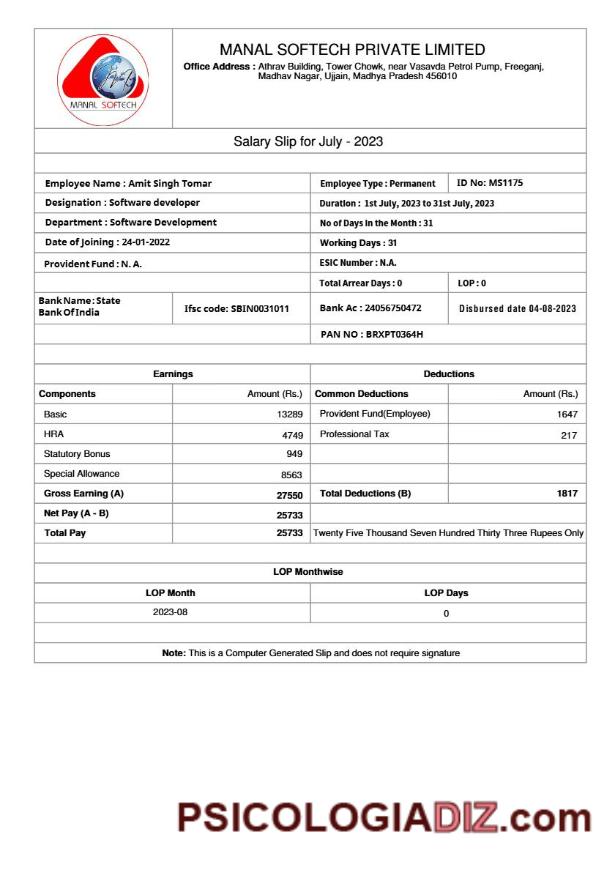 MANAL SOFTECH
MANAL SOFTECH PRIVATE LIMITED
Office Address : Athrav Building, Tower Chowk, near Vasavda Petrol Pump, Freeganj,
Madhav Nagar, Ujjain, Madhya Pradesh 456010
Salary Slip for July - 2023
Employee Name : Amit Singh Tomar Employee Type : Permanent ID No: MS1175
Designation : Software developer Duration : 1st July, 2023 to 31st July, 2023
Department : Software Development No of Days in the Month : 31
Date of Joining : 24-01-2022 Working Days : 31
Provident Fund : N. A. ESIC Number : N.A.
Total Arrear Days : 0 LOP : 0
Bank Name : State
Bank Of India Ifsc code: SBIN0031011 Bank Ac : 24056750472 Disbursed date 04-08-2023
PAN NO : BRXPT0364H
Earnings Deductions
Components Amount (Rs.) Common Deductions Amount (Rs.)
Basic 13289 Provident Fund(Employee) 1647
HRA 4749 Professional Tax 217
Statutory Bonus 949
Special Allowance 8563
Gross Earning (A) 27550 Total Deductions (B) 1817
Net Pay (A - B) 25733
Total Pay 25733 Twenty Five Thousand Seven Hundred Thirty Three Rupees Only
LOP Monthwise
LOP Month LOP Days
2023-08 0
Note: This is a Computer Generated Slip and does not require signature
PSICOLOGIADIZ.com